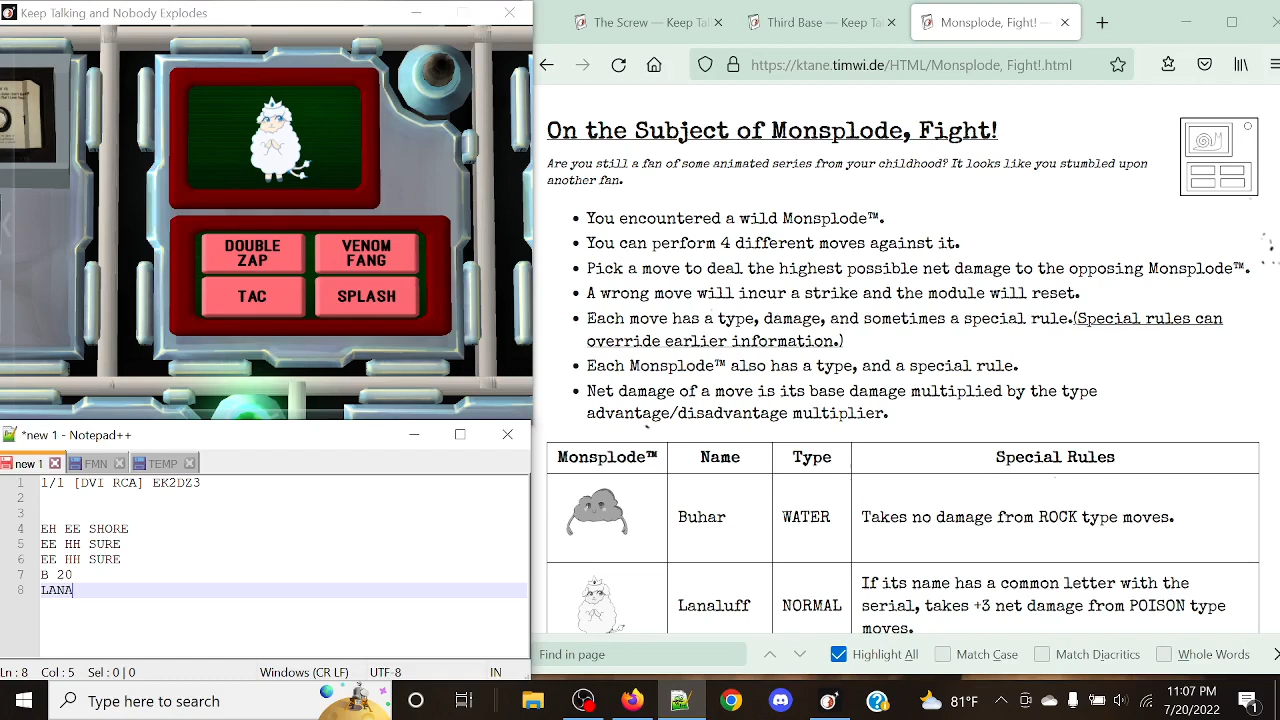 Keep Talking and Nobody Explodes
The Screw — Keep T
Third Base — Keep Ta
Monsplode, Fight! —
https://ktane.timwi.de/HTML/Monsplode, Fight!.html
DOUBLE ZAP
VENOM FANG
TAC
SPLASH
On the Subject of Monsplode, Fight!
Are you still a fan of some animated series from your childhood? It looks like you stumbled upon
another fan.
• You encountered a wild Monsplode™.
• You can perform 4 different moves against it.
• Pick a move to deal the highest possible net damage to the opposing Monsplode™.
• A wrong move will incur a strike and the module will reset.
• Each move has a type, damage, and sometimes a special rule.(Special rules can
override earlier information.)
• Each Monsplode™ also has a type, and a special rule.
• Net damage of a move is its base damage multiplied by the type
advantage/disadvantage multiplier.
Monsplode™ Name Type Special Rules
Buhar WATER Takes no damage from ROCK type moves.
Lanaluff NORMAL If its name has a common letter with the
serial, takes +3 net damage from POISON type
moves.
*new 1 - Notepad++
new 1 FMN TEMP
1 1/1 [DVI RCA] EK2DZ3
2
3
4 EH EE SHORE
5 EE HH SURE
6 EE HH SURE
7 B 20
8 LANA
Ln : 8 Col : 5 Sel : 0 | 0 Windows (CR LF) UTF-8 IN
Find in page Highlight All Match Case Match Diacritics Whole Words
Type here to search
81°F
11:07 PM
7/20/2022
1